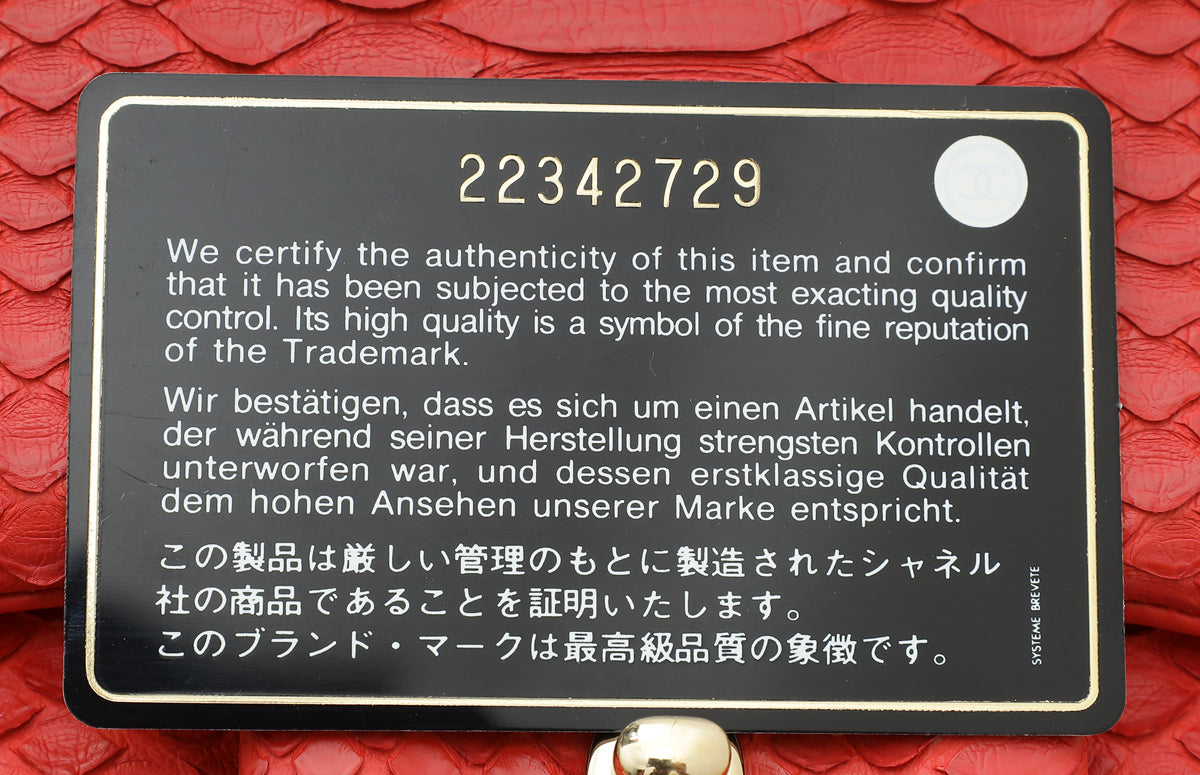 22342729
We certify the authenticity of this item and confirm
that it has been subjected to the most exacting quality
control. Its high quality is a symbol of the fine reputation
of the Trademark.
Wir bestätigen, dass es sich um einen Artikel handelt,
der während seiner Herstellung strengsten Kontrollen
unterworfen war, und dessen erstklassige Qualität
dem hohen Ansehen unserer Marke entspricht.
この製品は厳しい管理のもとに製造されたシャネル
社の商品であることを証明いたします。
このブランド・マークは最高級品質の象徴です。
SYSTEME BREVETE